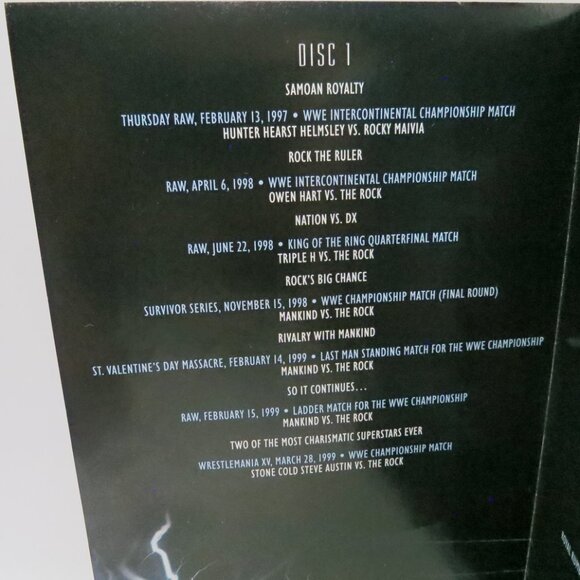 DISC 1
SAMOAN ROYALTY
THURSDAY RAW, FEBRUARY 13, 1997 • WWE INTERCONTINENTAL CHAMPIONSHIP MATCH
HUNTER HEARST HELMSLEY VS. ROCKY MAIVIA
ROCK THE RULER
RAW, APRIL 6, 1998 • WWE INTERCONTINENTAL CHAMPIONSHIP MATCH
OWEN HART VS. THE ROCK
NATION VS. DX
RAW, JUNE 22, 1998 • KING OF THE RING QUARTERFINAL MATCH
TRIPLE H VS. THE ROCK
ROCK'S BIG CHANCE
SURVIVOR SERIES, NOVEMBER 15, 1998 • WWE CHAMPIONSHIP MATCH (FINAL ROUND)
MANKIND VS. THE ROCK
RIVALRY WITH MANKIND
ST. VALENTINE'S DAY MASSACRE, FEBRUARY 14, 1999 • LAST MAN STANDING MATCH FOR THE WWE CHAMPIONSHIP
MANKIND VS. THE ROCK
SO IT CONTINUES...
RAW, FEBRUARY 15, 1999 • LADDER MATCH FOR THE WWE CHAMPIONSHIP
MANKIND VS. THE ROCK
TWO OF THE MOST CHARISMATIC SUPERSTARS EVER
WRESTLEMANIA XV, MARCH 28, 1999 • WWE CHAMPIONSHIP MATCH
STONE COLD STEVE AUSTIN VS. THE ROCK